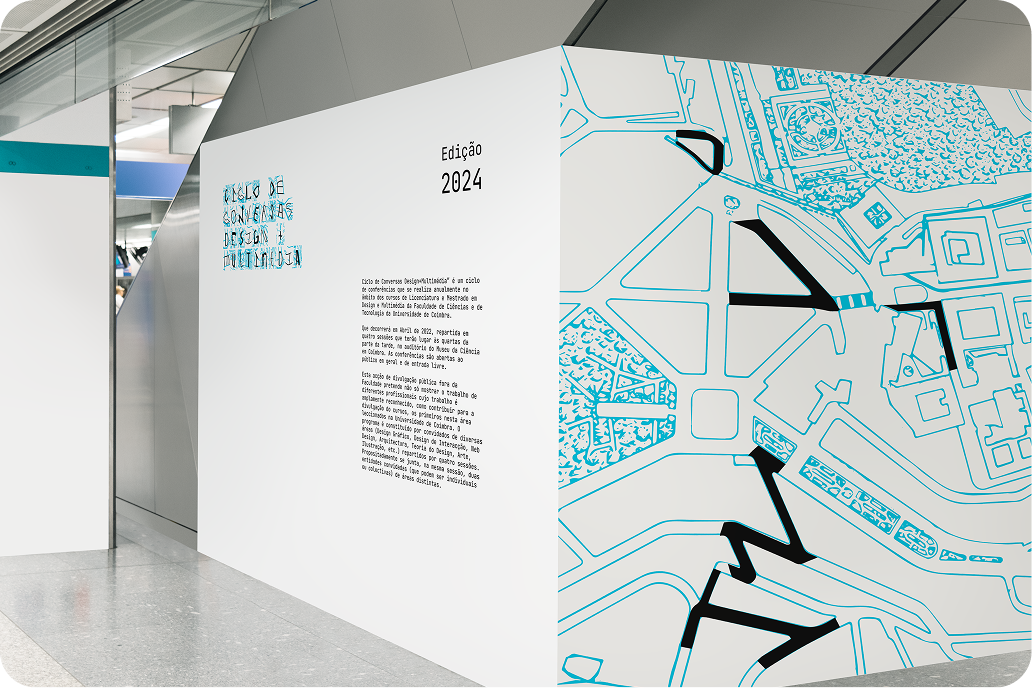 CICLO DE
CONVERSAS
DESIGN +
MULTIMÉDIA
Edição
2024
Ciclo de Conversas Design+Multimédia" é um ciclo
de conferências que se realiza anualmente no
âmbito dos cursos de Licenciatura e Mestrado em
Design e Multimédia da Faculdade de Ciências e de
Tecnologia da Universidade de Coimbra.
Que decorrerá em Abril de 2022, repartida em
quatro sessões que terão lugar às quartas da
parte da tarde, no auditório do Museu da Ciência
em Coimbra. As conferências são abertas ao
público em geral e de entrada livre.
Esta acção de divulgação pública fora da
Faculdade pretende não só mostrar o trabalho de
diferentes profissionais cujo trabalho é
amplamente reconhecido, como contribuir para a
divulgação do cursos, os primeiros nesta área
leccionados na Universidade de Coimbra. O
programa é constituído por convidados de diversas
áreas (Design Gráfico, Design de Interacção, Web
Design, Arquitectura, Teoria do Design, Arte,
Ilustração, etc.) repartidos por quatro sessões.
Propositadamente se junta, na mesma sessão, duas
entidades convidadas (que podem ser individuais
ou colectivas) de áreas distintas.